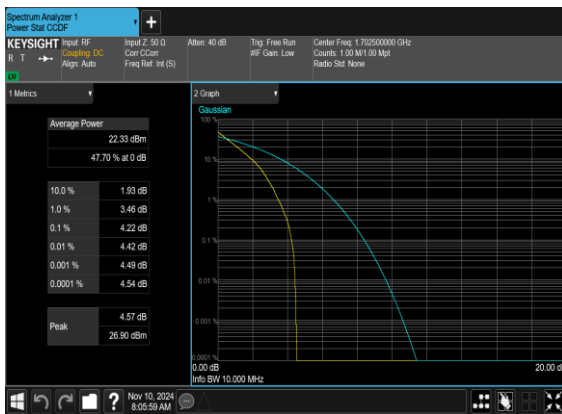 Spectrum Analyzer 1
Power Stat CCDF
+
KEYSIGHT
R T
LNI
Input: RF
Coupling: DC
Align: Auto
Input Z: 50 Ω
Corr CCorr
Freq Ref: Int (S)
Atten: 40 dB
Trig: Free Run
#IF Gain: Low
Center Freq: 1.702500000 GHz
Counts: 1.00 M/1.00 Mpt
Radio Std: None
1 Metrics
Average Power
22.33 dBm
47.70 % at 0 dB
10.0 % 1.93 dB
1.0 % 3.46 dB
0.1 % 4.22 dB
0.01 % 4.42 dB
0.001 % 4.49 dB
0.0001 % 4.54 dB
Peak
4.57 dB
26.90 dBm
2 Graph
Gaussian
100 %
10 %
1 %
0.1 %
0.01 %
0.001 %
0.0001 %
0.00 dB
20.00 d
Info BW 10.000 MHz
?
Nov 10, 2024
8:05:59 AM